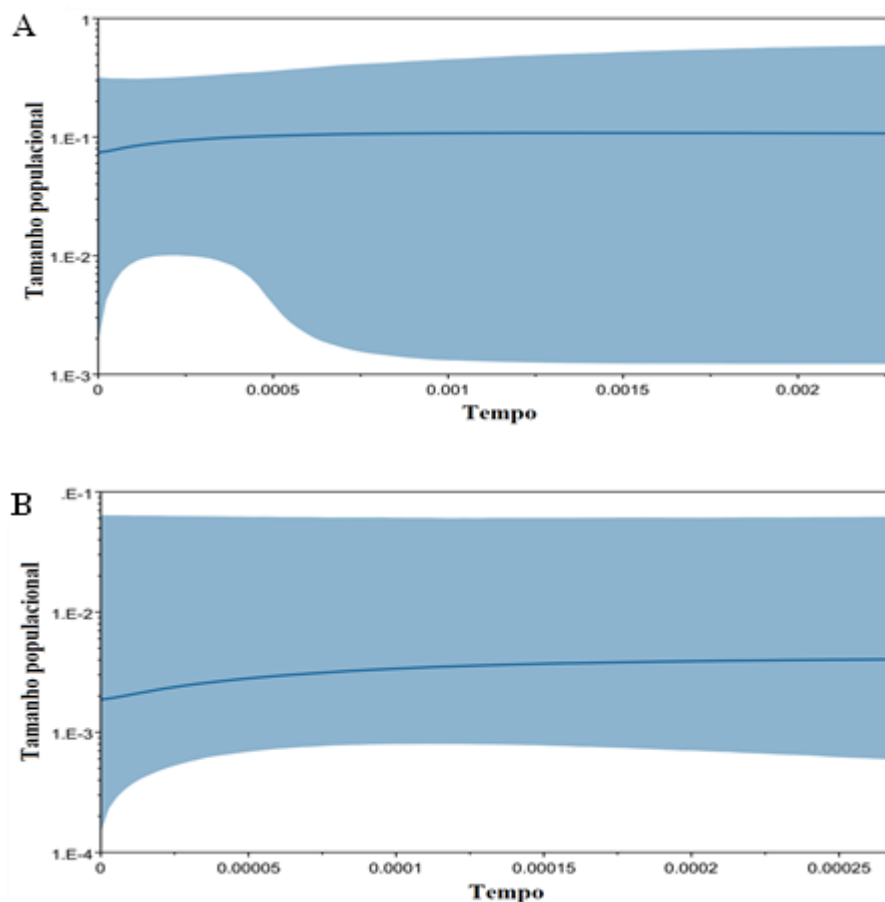 A
1
1.E-1
1.E-2
1.E-3
Tamanho populacional
0 0.0005 0.001 0.0015 0.002
Tempo
B
.E-1
1.E-2
1.E-3
1.E-4
Tamanho populacional
0 0.00005 0.0001 0.00015 0.0002 0.00025
Tempo